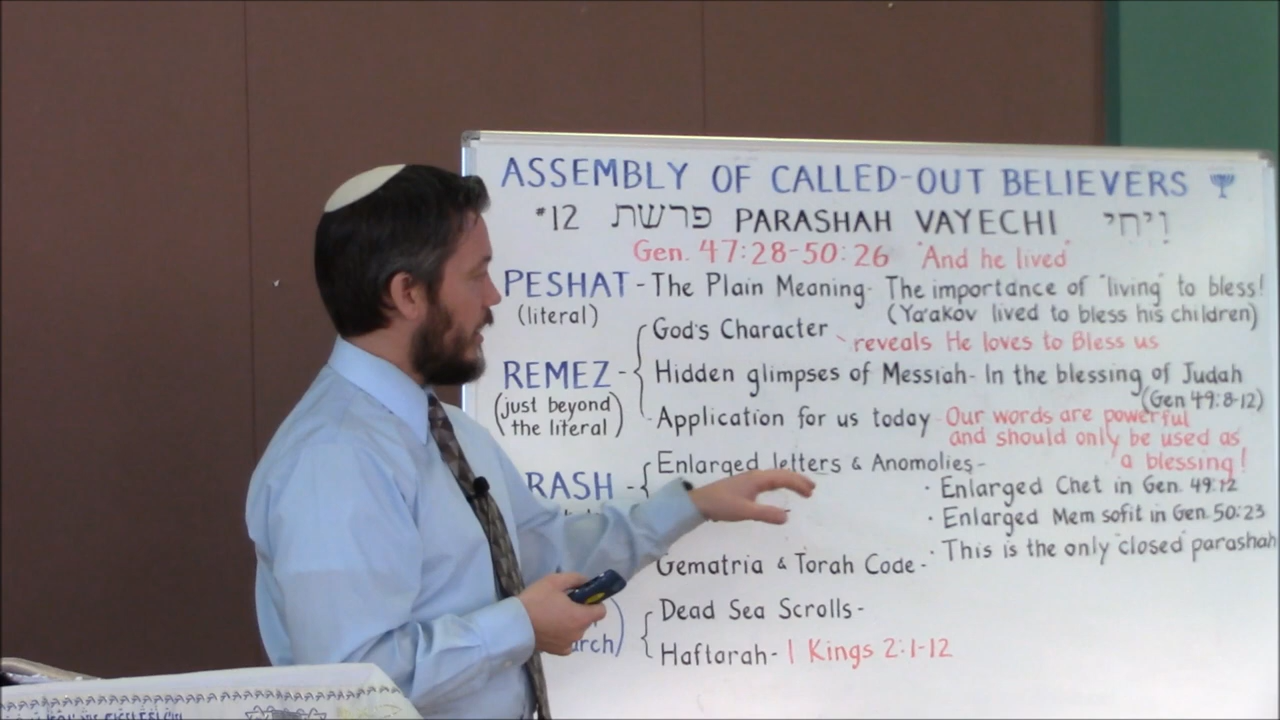 ASSEMBLY OF CALLED-OUT BELIEVERS
#12 פרשת PARASHAH VAYECHI ויחי
Gen. 47:28-50:26 "And he lived"
PESHAT - The Plain Meaning - The importance of "living" to bless!
(literal) (Ya'akov lived to bless his children)
God's Character - reveals He loves to Bless us
REMEZ - Hidden glimpses of Messiah - In the blessing of Judah
(just beyond the literal) (Gen 49:8-12)
Application for us today - Our words are powerful
and should only be used as
a blessing!
RASH - Enlarged letters & Anomolies -
· Enlarged Chet in Gen. 49:12
· Enlarged Mem sofit in Gen. 50:23
· This is the only "closed" parashah
Gematria & Torah Code -
Dead Sea Scrolls -
arch)
Haftarah - 1 Kings 2:1-12